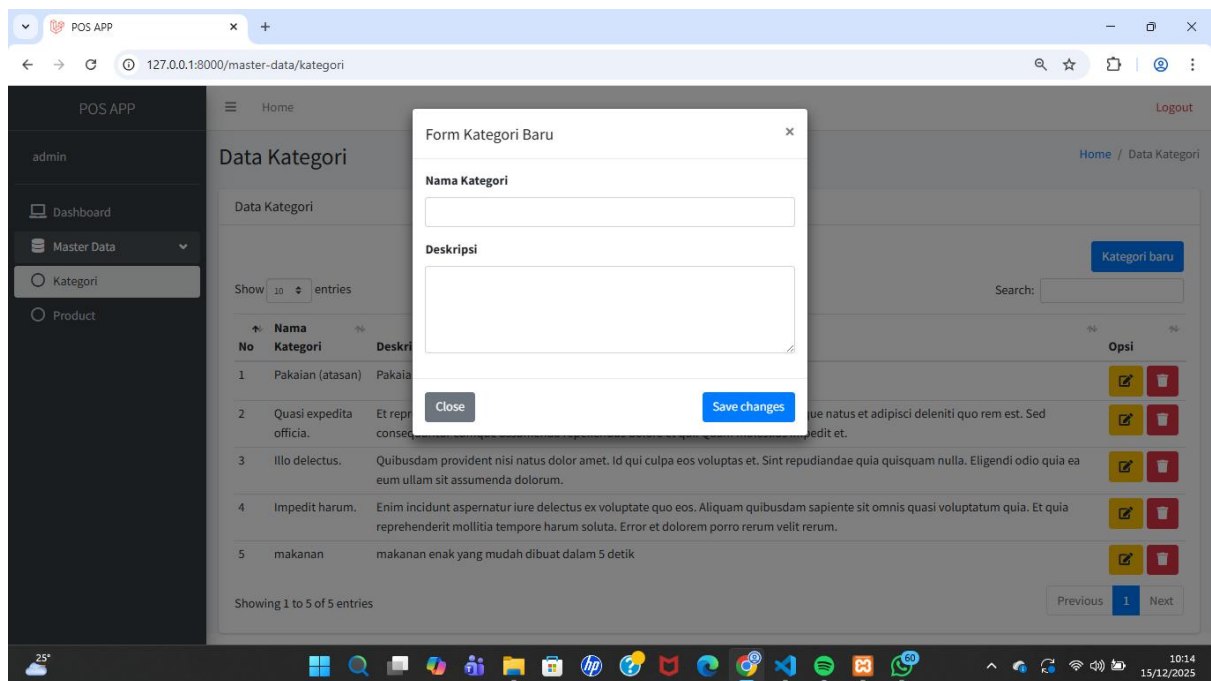 POS APP
127.0.0.1:8000/master-data/kategori
POS APP
Home
Logout
admin
Data Kategori
Home / Data Kategori
Dashboard
Master Data
Kategori
Product
Data Kategori
Kategori baru
Show 10 entries
Search:
No
Nama Kategori
Deskri
Opsi
1 Pakaian (atasan) Pakaia
2 Quasi expedita Et repr que natus et adipisci deleniti quo rem est. Sed
officia.
3 Illo delectus. Quibusdam provident nisi natus dolor amet. Id qui culpa eos voluptas et. Sint repudiandae quia quisquam nulla. Eligendi odio quia ea
eum ullam sit assumenda dolorum.
4 Impedit harum. Enim incidunt aspernatur iure delectus ex voluptate quo eos. Aliquam quibusdam sapiente sit omnis quasi voluptatum quia. Et quia
reprehenderit mollitia tempore harum soluta. Error et dolorem porro rerum velit rerum.
5 makanan makanan enak yang mudah dibuat dalam 5 detik
Showing 1 to 5 of 5 entries
Previous 1 Next
Form Kategori Baru
Nama Kategori
Deskripsi
Close
Save changes
25°
hp
60
10:14
15/12/2025